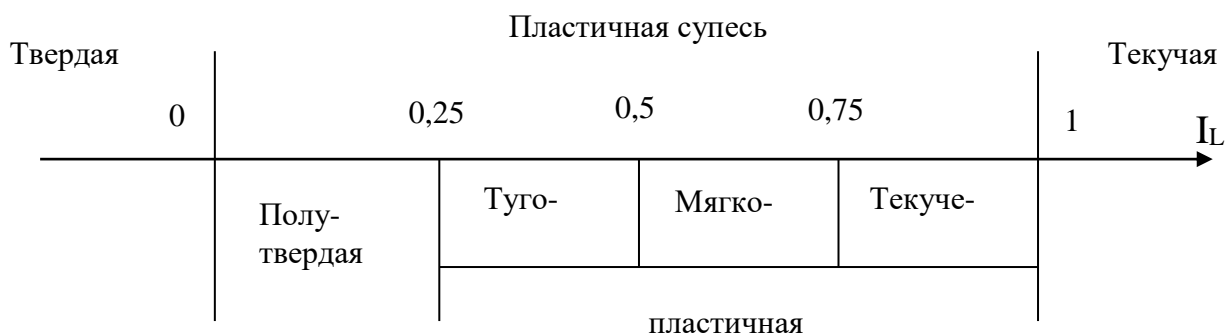 Пластичная супесь
Твердая
Текучая
0
0,25
0,5
0,75
1
IL
Полу-
твердая
Туго-
Мягко-
Текуче-
пластичная